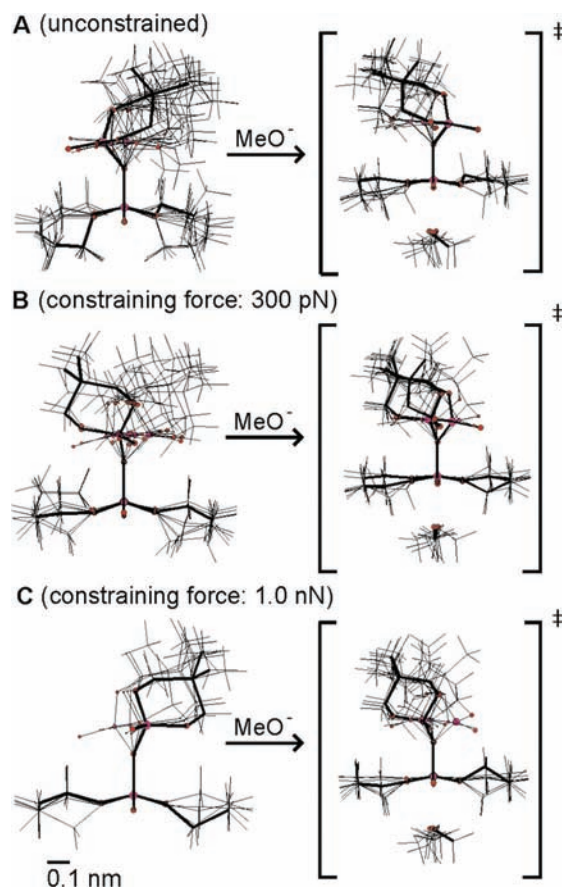 A (unconstrained)
MeO⁻
‡
B (constraining force: 300 pN)
MeO⁻
‡
C (constraining force: 1.0 nN)
MeO⁻
‡
0.1 nm